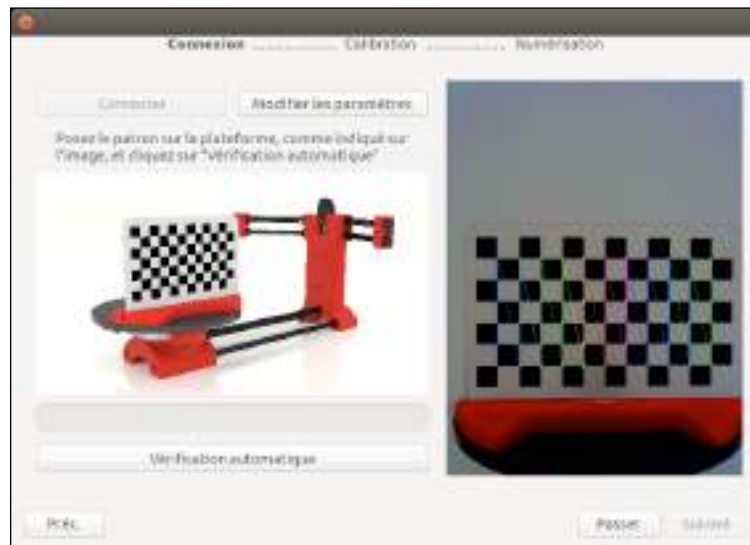 Connexion ................ Calibration ................ Numérisation
Connecter
Modifier les paramètres
Posez le patron sur la plateforme, comme indiqué sur
l'image, et cliquez sur "Vérification automatique"
Vérification automatique
Préc.
Passer
Suivant